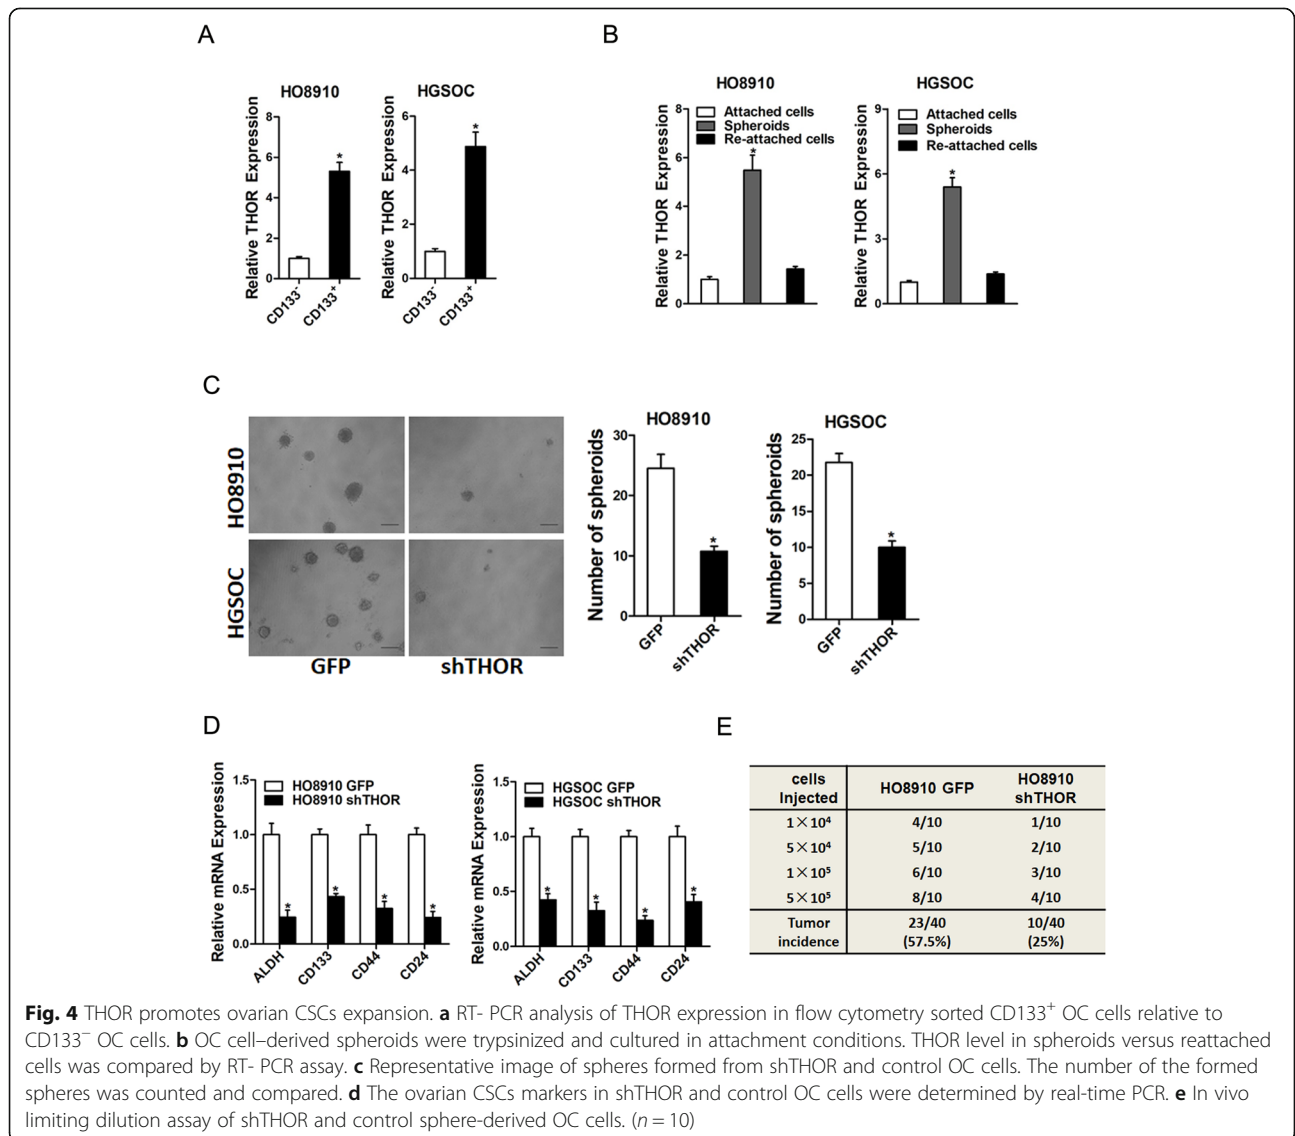 A
HO8910
Relative THOR Expression
8
6
4
2
0
*
CD133⁻
CD133⁺
HGSOC
Relative THOR Expression
6
4
2
0
*
CD133⁻
CD133⁺
B
HO8910
Relative THOR Expression
8
6
4
2
0
Attached cells
Spheroids
Re-attached cells
*
HGSOC
Relative THOR Expression
9
6
3
0
Attached cells
Spheroids
Re-attached cells
*
C
HO8910
HGSOC
GFP
shTHOR
HO8910
Number of spheroids
30
20
10
0
*
GFP
shTHOR
HGSOC
Number of spheroids
25
20
15
10
5
0
*
GFP
shTHOR
D
Relative mRNA Expression
1.5
1.0
0.5
0.0
HO8910 GFP
HO8910 shTHOR
* * * *
ALDH
CD133
CD44
CD24
Relative mRNA Expression
1.5
1.0
0.5
0.0
HGSOC GFP
HGSOC shTHOR
* * * *
ALDH
CD133
CD44
CD24
E
cells Injected HO8910 GFP HO8910 shTHOR
1×10⁴ 4/10 1/10
5×10⁴ 5/10 2/10
1×10⁵ 6/10 3/10
5×10⁵ 8/10 4/10
Tumor incidence 23/40 (57.5%) 10/40 (25%)
Fig. 4 THOR promotes ovarian CSCs expansion. a RT- PCR analysis of THOR expression in flow cytometry sorted CD133⁺ OC cells relative to
CD133⁻ OC cells. b OC cell–derived spheroids were trypsinized and cultured in attachment conditions. THOR level in spheroids versus reattached
cells was compared by RT- PCR assay. c Representative image of spheres formed from shTHOR and control OC cells. The number of the formed
spheres was counted and compared. d The ovarian CSCs markers in shTHOR and control OC cells were determined by real-time PCR. e In vivo
limiting dilution assay of shTHOR and control sphere-derived OC cells. (n = 10)